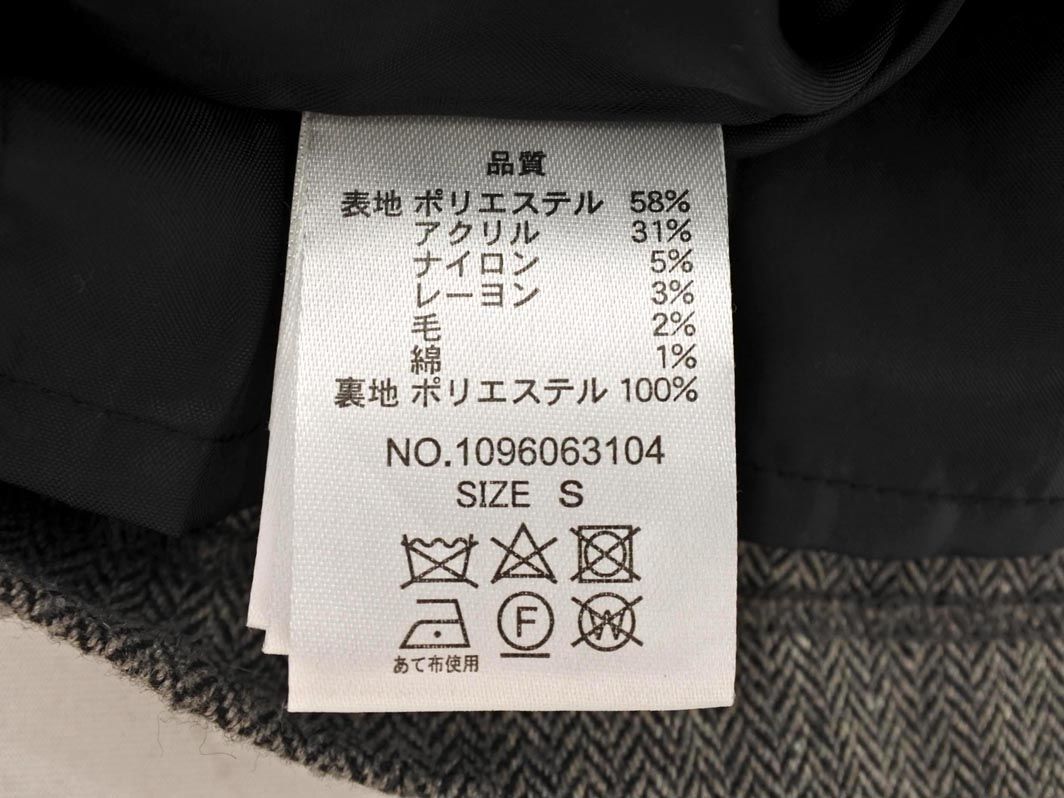 品質
表地 ポリエステル 58%
アクリル 31%
ナイロン 5%
レーヨン 3%
毛 2%
綿 1%
裏地 ポリエステル 100%
NO.1096063104
SIZE S
F W
あて布使用